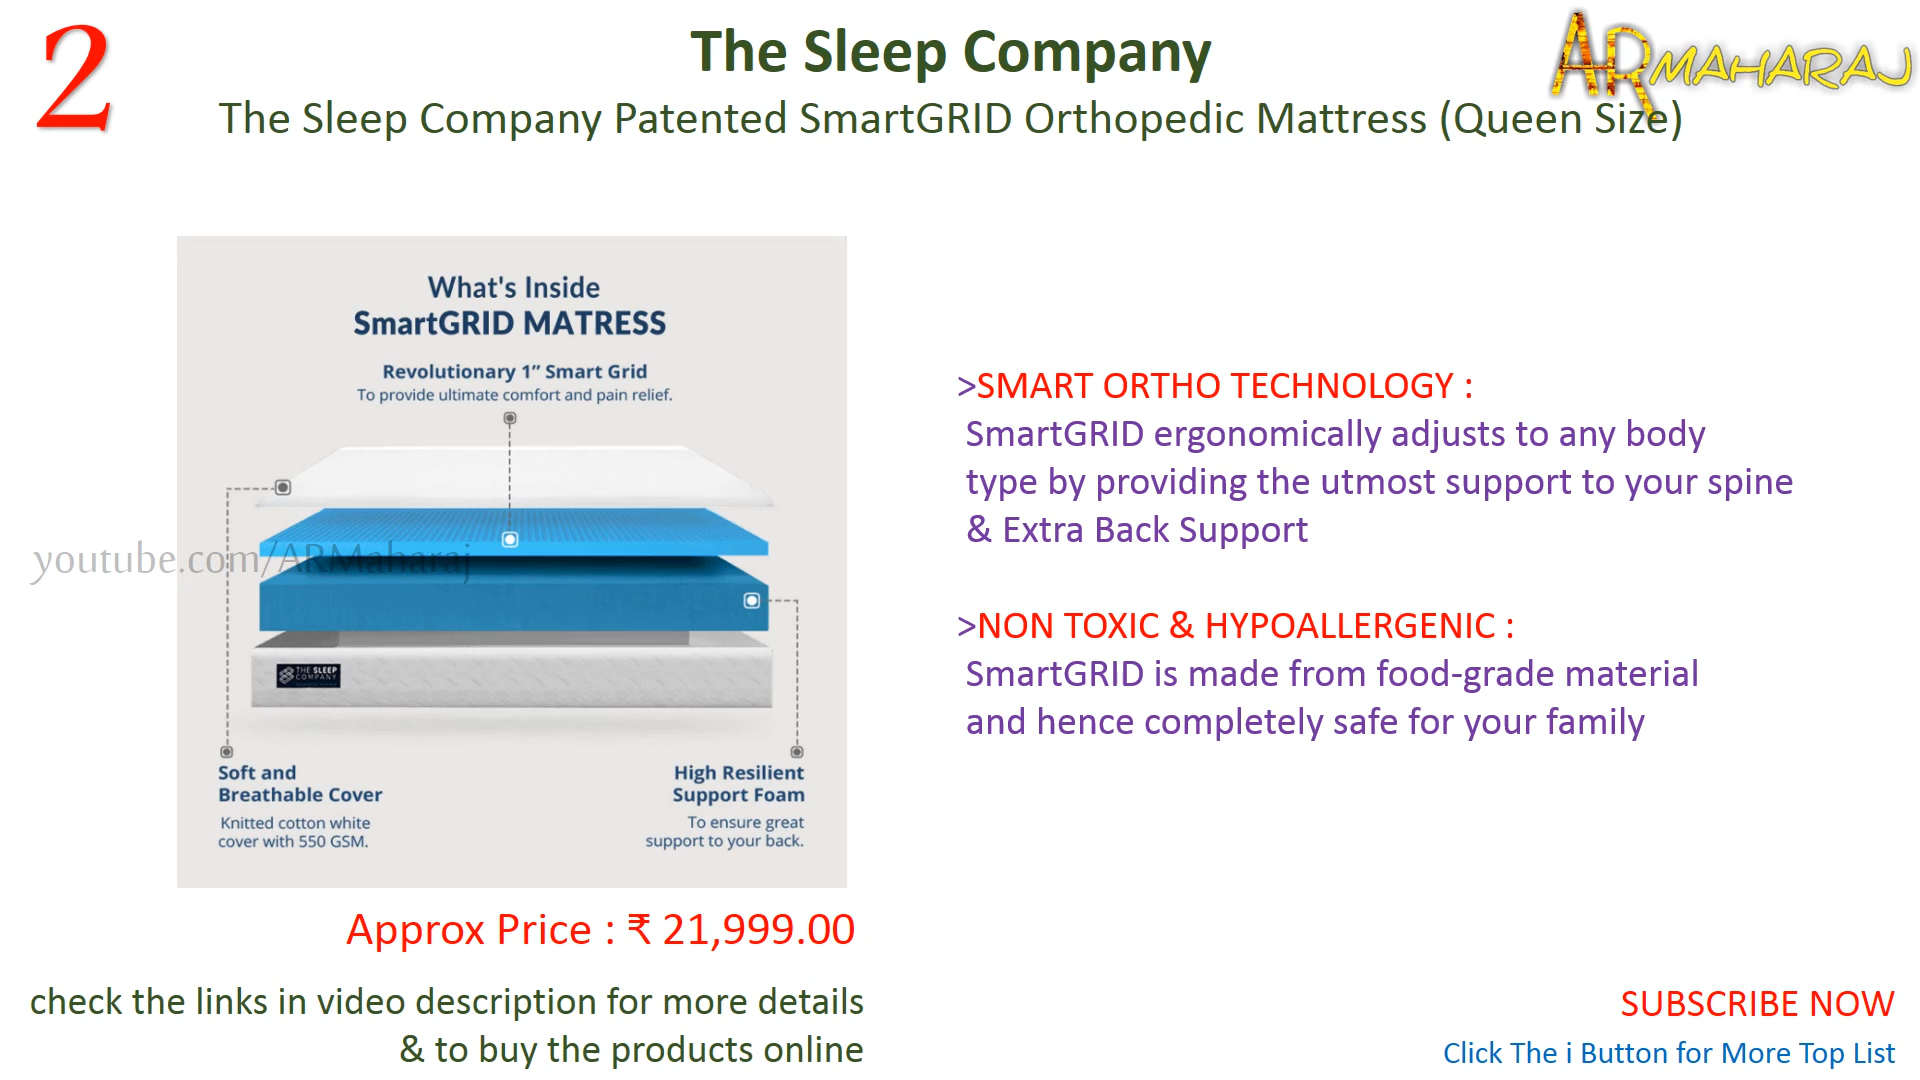 2
The Sleep Company
ARMAHARAJ
The Sleep Company Patented SmartGRID Orthopedic Mattress (Queen Size)
What's Inside
SmartGRID MATRESS
Revolutionary 1” Smart Grid
To provide ultimate comfort and pain relief.
youtube.com/ARMaharaj
THE SLEEP
COMPANY
Soft and
Breathable Cover
Knitted cotton white
cover with 550 GSM.
High Resilient
Support Foam
To ensure great
support to your back.
>SMART ORTHO TECHNOLOGY :
SmartGRID ergonomically adjusts to any body
type by providing the utmost support to your spine
& Extra Back Support
>NON TOXIC & HYPOALLERGENIC :
SmartGRID is made from food-grade material
and hence completely safe for your family
Approx Price : ₹ 21,999.00
check the links in video description for more details
& to buy the products online
SUBSCRIBE NOW
Click The i Button for More Top List